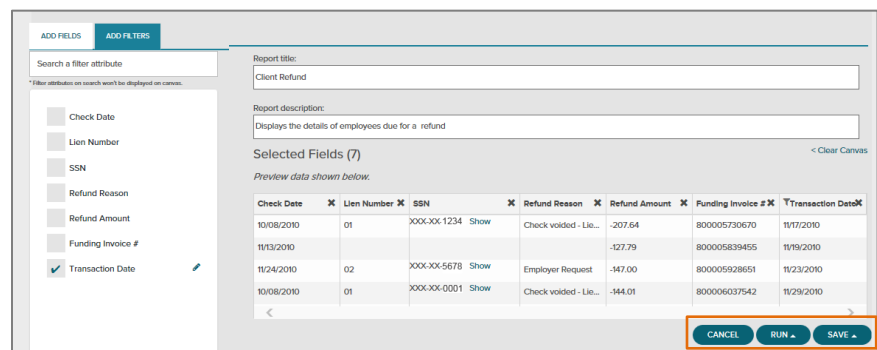 ADD FIELDS ADD FILTERS
Search a filter attribute
* Filter attributes on search won't be displayed on canvas.
Check Date
Lien Number
SSN
Refund Reason
Refund Amount
Funding Invoice #
Transaction Date
Report title:
Client Refund
Report description:
Displays the details of employees due for a refund
Selected Fields (7) < Clear Canvas
Preview data shown below.
Check Date Lien Number SSN Refund Reason Refund Amount Funding Invoice # Transaction Date
10/08/2010 01 XXX-XX-1234 Show Check voided - Lie... -207.64 800005730670 11/17/2010
11/13/2010 -127.79 800005839455 11/19/2010
11/24/2010 02 XXX-XX-5678 Show Employer Request -147.00 800005928651 11/23/2010
10/08/2010 01 XXX-XX-0001 Show Check voided - Lie... -144.01 800006037542 11/29/2010
CANCEL RUN SAVE